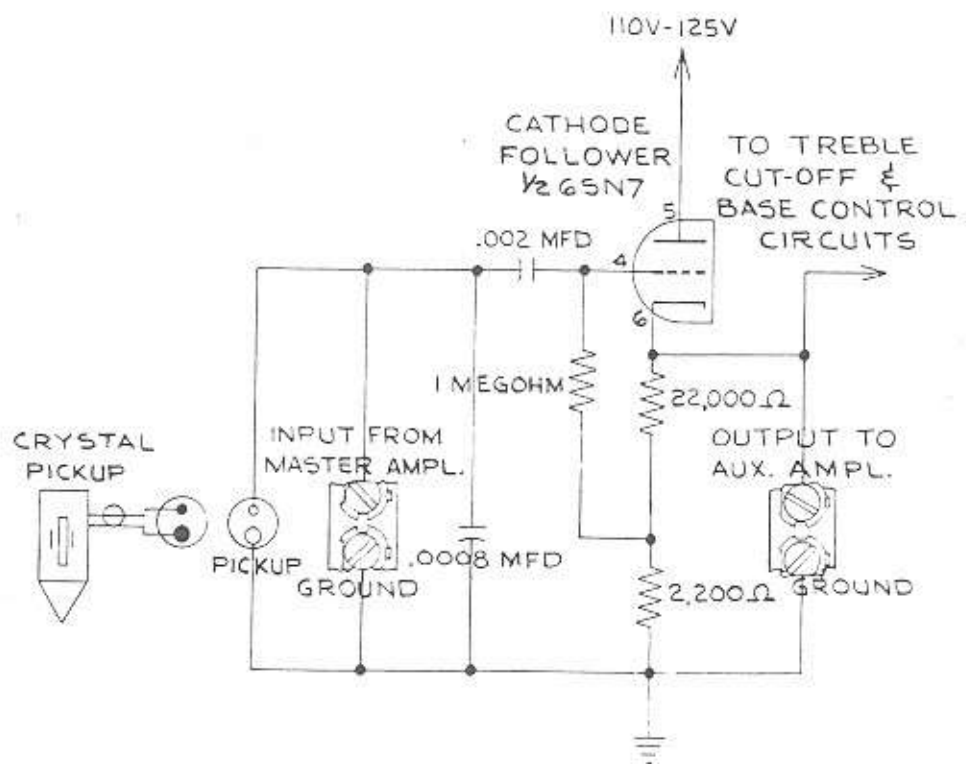 110V-125V
CATHODE
FOLLOWER
½ 6SN7
TO TREBLE
CUT-OFF &
BASE CONTROL
CIRCUITS
5
.002 MFD
4
6
1 MEGOHM
22,000Ω
CRYSTAL
PICKUP
INPUT FROM
MASTER AMPL.
OUTPUT TO
AUX. AMPL.
PICKUP
.0008 MFD
GROUND
2,200Ω
GROUND